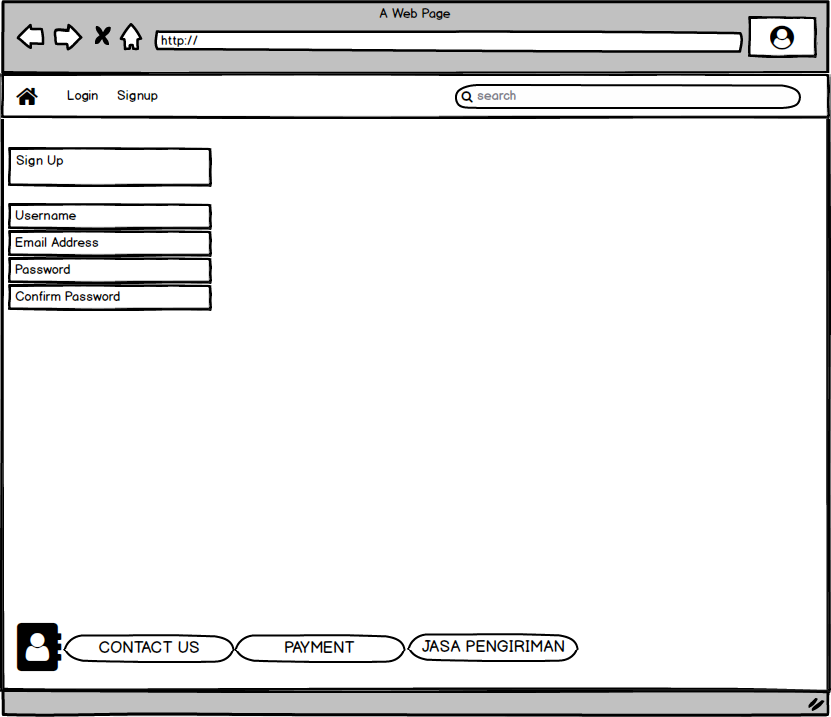 A Web Page
http://
Login Signup search
Sign Up
Username
Email Address
Password
Confirm Password
CONTACT US PAYMENT JASA PENGIRIMAN